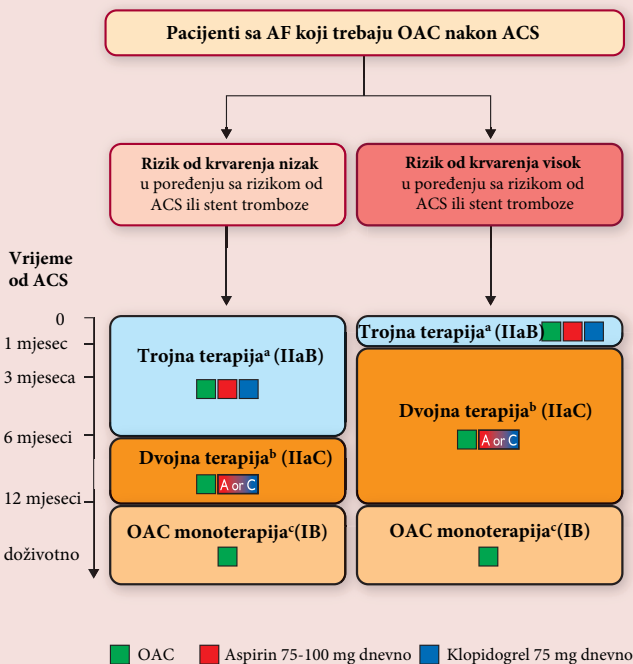 Pacijenti sa AF koji trebaju OAC nakon ACS
Rizik od krvarenja nizak
u poređenju sa rizikom od
ACS ili stent tromboze
Rizik od krvarenja visok
u poređenju sa rizikom od
ACS ili stent tromboze
Vrijeme
od ACS
0
1 mjesec
3 mjeseca
6 mjeseci
12 mjeseci
doživotno
Trojna terapijaᵃ (IIaB)
Dvojna terapijaᵇ (IIaC)
A or C
OAC monoterapijaᶜ(IB)
Trojna terapijaᵃ (IIaB)
Dvojna terapijaᵇ (IIaC)
A or C
OAC monoterapijaᶜ(IB)
OAC Aspirin 75-100 mg dnevno Klopidogrel 75 mg dnevno